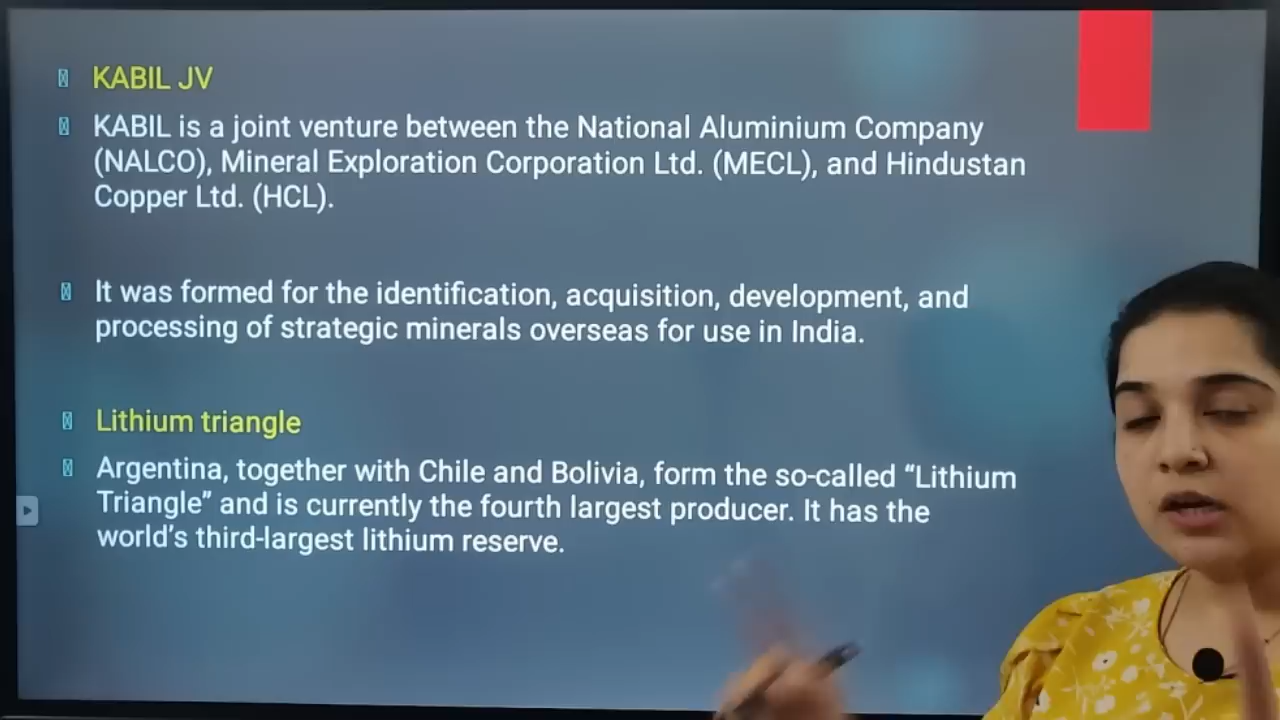 KABIL JV
KABIL is a joint venture between the National Aluminium Company
(NALCO), Mineral Exploration Corporation Ltd. (MECL), and Hindustan
Copper Ltd. (HCL).
It was formed for the identification, acquisition, development, and
processing of strategic minerals overseas for use in India.
Lithium triangle
Argentina, together with Chile and Bolivia, form the so-called “Lithium
Triangle” and is currently the fourth largest producer. It has the
world’s third-largest lithium reserve.